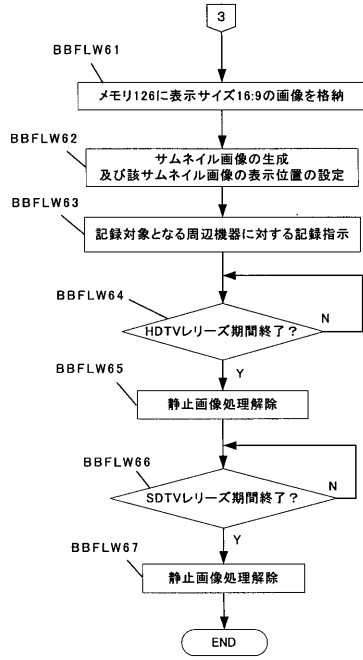 3
BBFLW61
メモリ126に表示サイズ16:9の画像を格納
BBFLW62
サムネイル画像の生成
及び該サムネイル画像の表示位置の設定
BBFLW63
記録対象となる周辺機器に対する記録指示
BBFLW64
HDTVレリーズ期間終了?
N
Y
BBFLW65
静止画像処理解除
BBFLW66
SDTVレリーズ期間終了?
N
Y
BBFLW67
静止画像処理解除
END